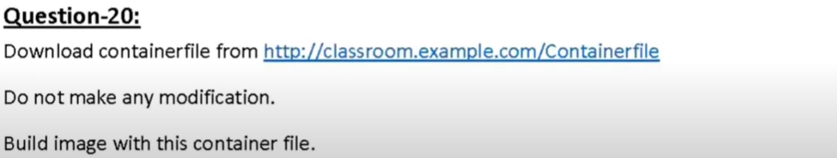 Question-20:
Download containerfile from http://classroom.example.com/Containerfile
Do not make any modification.
Build image with this container file.